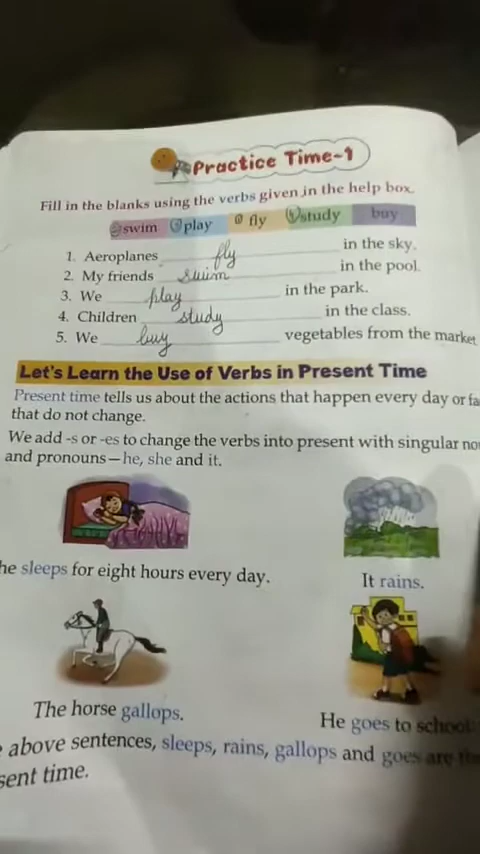 Practice Time-1
Fill in the blanks using the verbs given in the help box.
swim play fly study buy
1. Aeroplanes fly in the sky.
2. My friends swim in the pool.
3. We play in the park.
4. Children study in the class.
5. We buy vegetables from the market
Let's Learn the Use of Verbs in Present Time
Present time tells us about the actions that happen every day or fa
that do not change.
We add -s or -es to change the verbs into present with singular no
and pronouns—he, she and it.
he sleeps for eight hours every day.
It rains.
The horse gallops.
He goes to school
above sentences, sleeps, rains, gallops and goes are the
sent time.